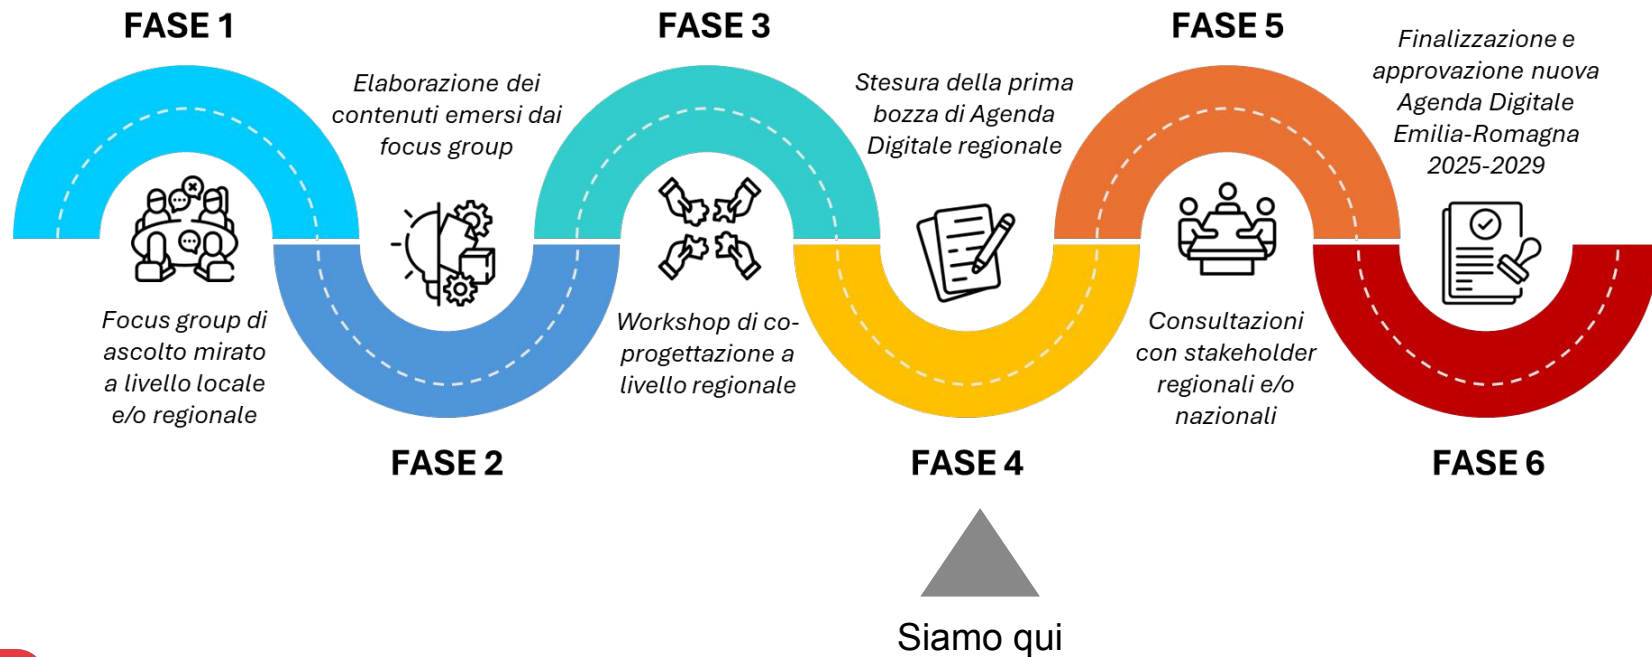 FASE 1
Focus group di
ascolto mirato
a livello locale
e/o regionale
Elaborazione dei
contenuti emersi dai
focus group
FASE 2
FASE 3
Workshop di co-
progettazione a
livello regionale
Stesura della prima
bozza di Agenda
Digitale regionale
FASE 4
FASE 5
Consultazioni
con stakeholder
regionali e/o
nazionali
Finalizzazione e
approvazione nuova
Agenda Digitale
Emilia-Romagna
2025-2029
FASE 6
Siamo qui